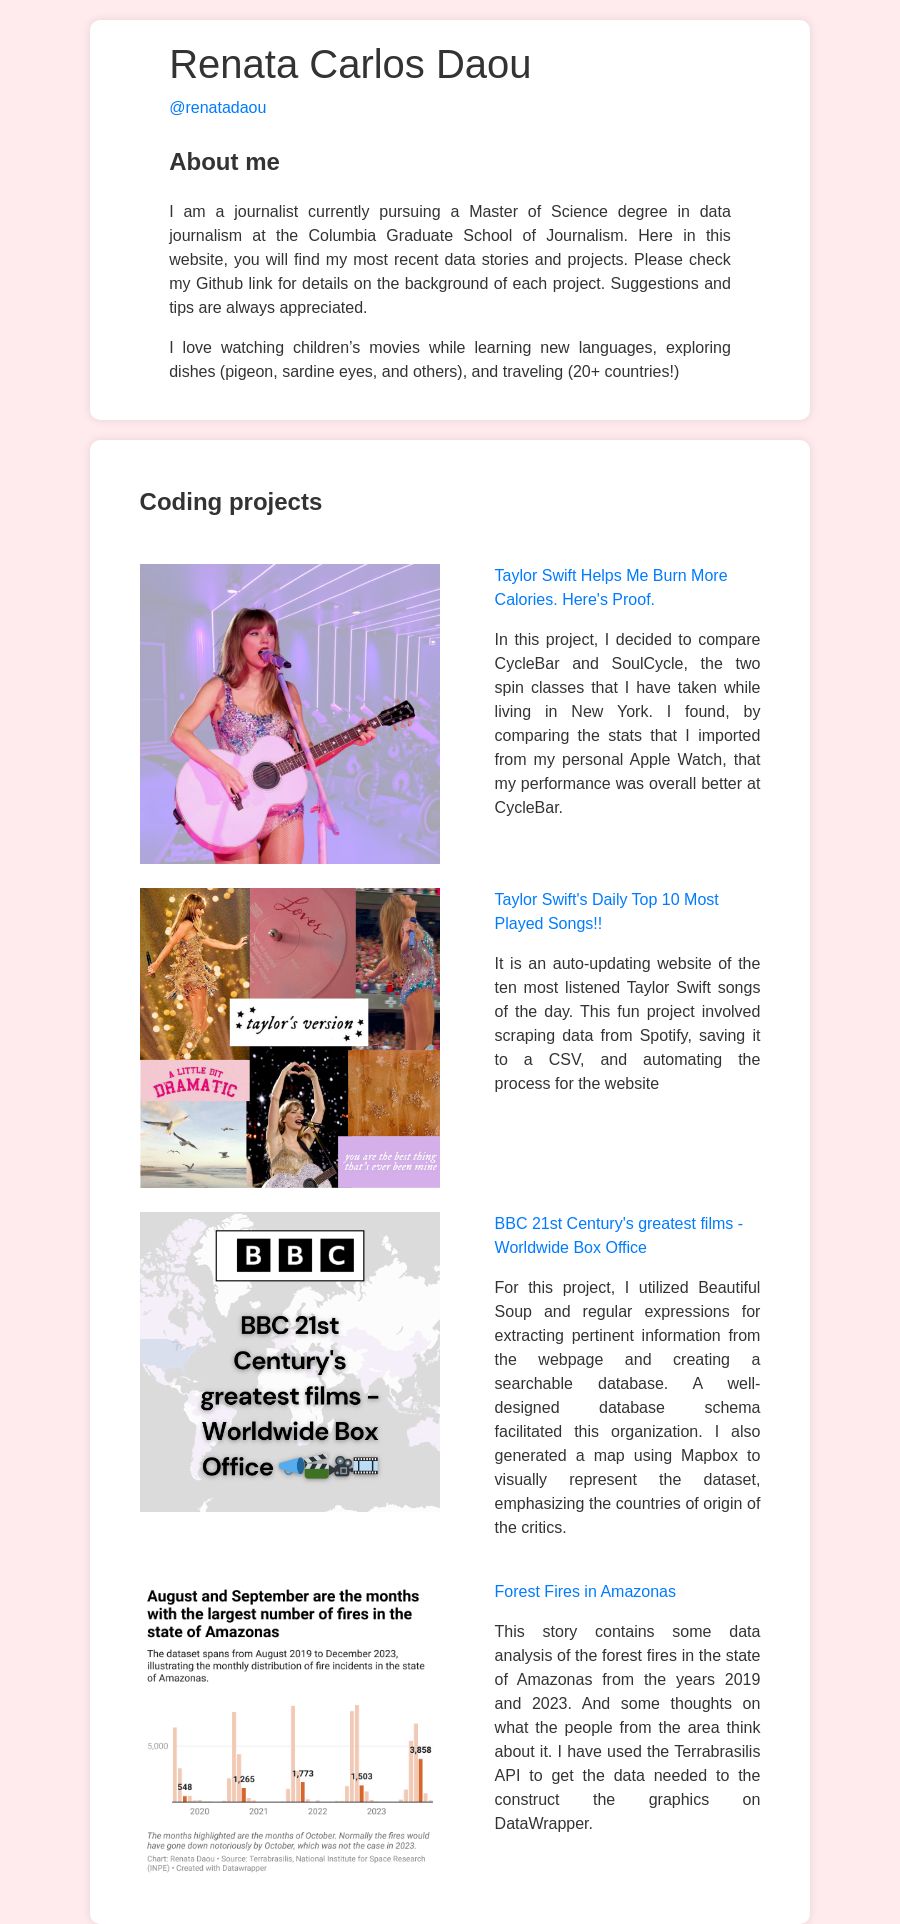 Renata Carlos Daou
@renatadaou
About me
I am a journalist currently pursuing a Master of Science degree in data
journalism at the Columbia Graduate School of Journalism. Here in this
website, you will find my most recent data stories and projects. Please check
my Github link for details on the background of each project. Suggestions and
tips are always appreciated.
I love watching children’s movies while learning new languages, exploring
dishes (pigeon, sardine eyes, and others), and traveling (20+ countries!)
Coding projects
Taylor Swift Helps Me Burn More
Calories. Here's Proof.
In this project, I decided to compare
CycleBar and SoulCycle, the two
spin classes that I have taken while
living in New York. I found, by
comparing the stats that I imported
from my personal Apple Watch, that
my performance was overall better at
CycleBar.
Lover
taylor's version
A LITTLE BIT
DRAMATIC
you are the best thing
that's ever been mine
Taylor Swift's Daily Top 10 Most
Played Songs!!
It is an auto-updating website of the
ten most listened Taylor Swift songs
of the day. This fun project involved
scraping data from Spotify, saving it
to a CSV, and automating the
process for the website
BBC
BBC 21st
Century's
greatest films -
Worldwide Box
Office
BBC 21st Century's greatest films -
Worldwide Box Office
For this project, I utilized Beautiful
Soup and regular expressions for
extracting pertinent information from
the webpage and creating a
searchable database. A well-
designed database schema
facilitated this organization. I also
generated a map using Mapbox to
visually represent the dataset,
emphasizing the countries of origin of
the critics.
August and September are the months
with the largest number of fires in the
state of Amazonas
The dataset spans from August 2019 to December 2023,
illustrating the monthly distribution of fire incidents in the state
of Amazonas.
5,000
548
1,265
1,773
1,503
3,858
2020
2021
2022
2023
The months highlighted are the months of October. Normally the fires would
have gone down notoriously by October, which was not the case in 2023.
Chart: Renata Daou • Source: Terrabrasilis, National Institute for Space Research
(INPE) • Created with Datawrapper
Forest Fires in Amazonas
This story contains some data
analysis of the forest fires in the state
of Amazonas from the years 2019
and 2023. And some thoughts on
what the people from the area think
about it. I have used the Terrabrasilis
API to get the data needed to the
construct the graphics on
DataWrapper.